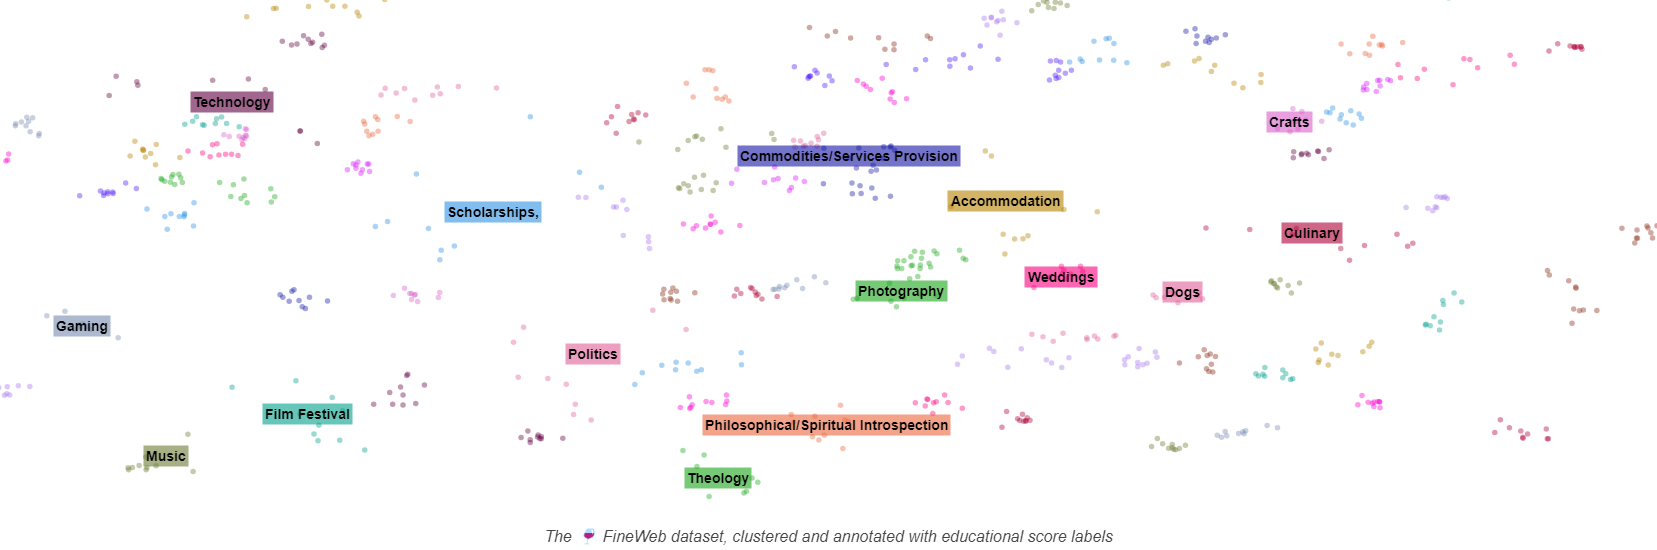 Technology
Crafts
Commodities/Services Provision
Accommodation
Scholarships,
Culinary
Weddings
Photography
Dogs
Gaming
Politics
Film Festival
Philosophical/Spiritual Introspection
Music
Theology
The 🍷 FineWeb dataset, clustered and annotated with educational score labels